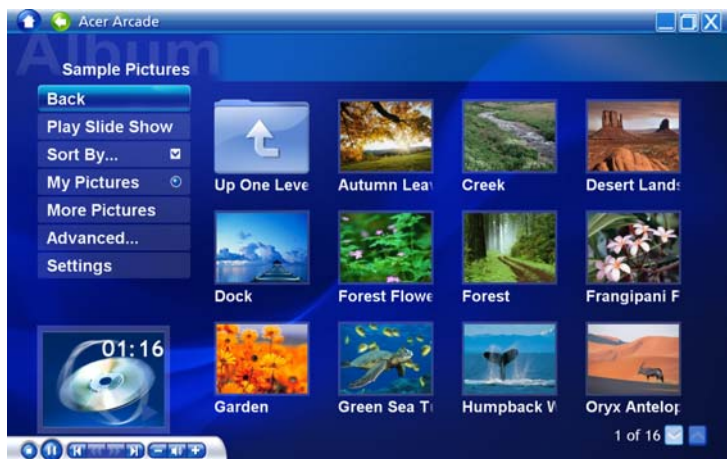 Acer Arcade
Album
Sample Pictures
Back
Play Slide Show
Sort By...
My Pictures
More Pictures
Advanced...
Settings
Up One Leve
Autumn Lea
Creek
Desert Lands
Dock
Forest Flowe
Forest
Frangipani F
Garden
Green Sea T
Humpback W
Oryx Antelop
01:16
1 of 16